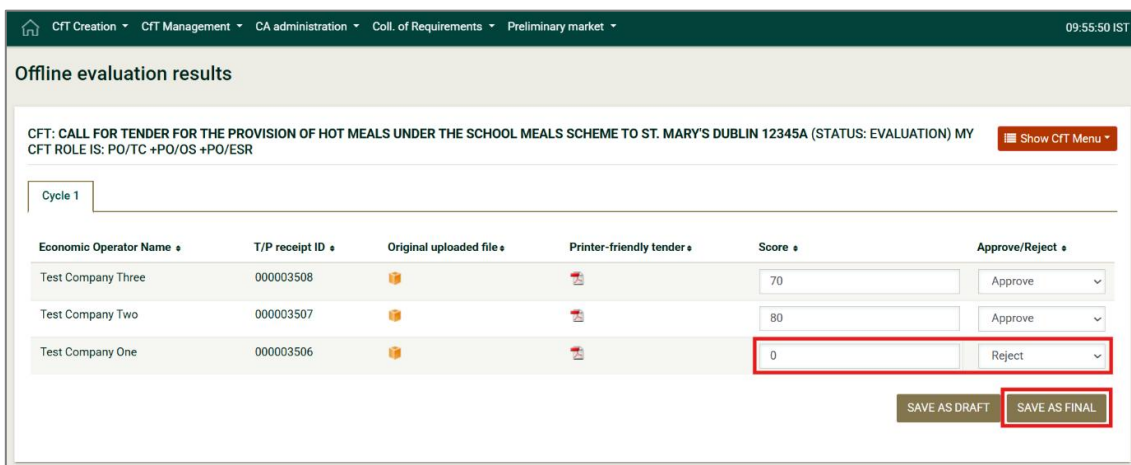 CfT Creation CfT Management CA administration Coll. of Requirements Preliminary market 09:55:50 IST
Offline evaluation results
CFT: CALL FOR TENDER FOR THE PROVISION OF HOT MEALS UNDER THE SCHOOL MEALS SCHEME TO ST. MARY'S DUBLIN 12345A (STATUS: EVALUATION) MY
CFT ROLE IS: PO/TC +PO/OS +PO/ESR
Show CfT Menu
Cycle 1
Economic Operator Name T/P receipt ID Original uploaded file Printer-friendly tender Score Approve/Reject
Test Company Three 000003508 70 Approve
Test Company Two 000003507 80 Approve
Test Company One 000003506 0 Reject
SAVE AS DRAFT SAVE AS FINAL